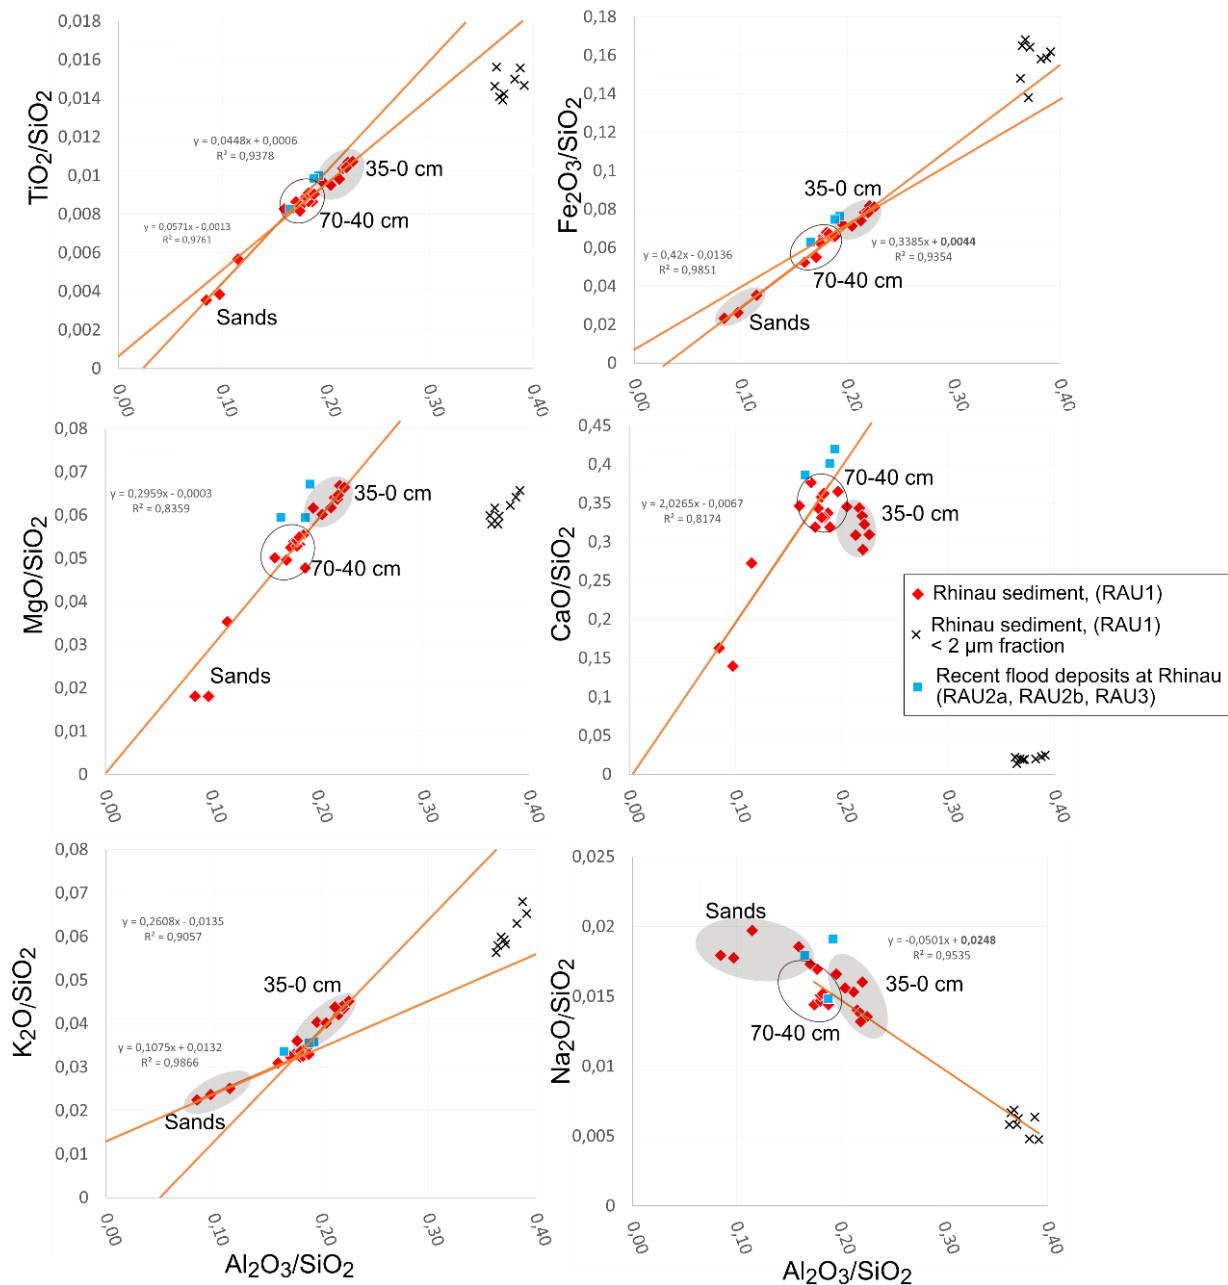 TiO2/SiO2
0,018
0,016
0,014
0,012
0,01
0,008
0,006
0,004
0,002
0
0,00
0,10
0,20
0,30
0,40
y = 0,0448x + 0,0006
R² = 0,9378
35-0 cm
70-40 cm
y = 0,0571x - 0,0013
R² = 0,9761
Sands
Fe2O3/SiO2
0,18
0,16
0,14
0,12
0,1
0,08
0,06
0,04
0,02
0
0,00
0,10
0,20
0,30
0,40
35-0 cm
y = 0,3385x + 0,0044
R² = 0,9354
y = 0,42x - 0,0136
R² = 0,9851
70-40 cm
Sands
MgO/SiO2
0,08
0,07
0,06
0,05
0,04
0,03
0,02
0,01
0
0,00
0,10
0,20
0,30
0,40
y = 0,2959x - 0,0003
R² = 0,8359
35-0 cm
70-40 cm
Sands
CaO/SiO2
0,45
0,4
0,35
0,3
0,25
0,2
0,15
0,1
0,05
0
0,00
0,10
0,20
0,30
0,40
70-40 cm
35-0 cm
y = 2,0265x - 0,0067
R² = 0,8174
Rhinau sediment, (RAU1)
Rhinau sediment, (RAU1)
< 2 µm fraction
Recent flood deposits at Rhinau
(RAU2a, RAU2b, RAU3)
K2O/SiO2
0,08
0,07
0,06
0,05
0,04
0,03
0,02
0,01
0
0,00
0,10
0,20
0,30
0,40
y = 0,2608x - 0,0135
R² = 0,9057
35-0 cm
y = 0,1075x + 0,0132
R² = 0,9866
Sands
Al2O3/SiO2
Na2O/SiO2
0,025
0,02
0,015
0,01
0,005
0
0,00
0,10
0,20
0,30
0,40
Sands
y = -0,0501x + 0,0248
R² = 0,9535
35-0 cm
70-40 cm
Al2O3/SiO2